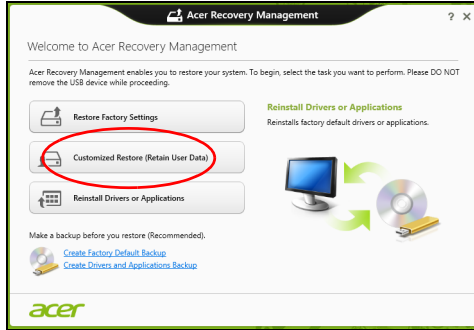 Acer Recovery Management
? X
Welcome to Acer Recovery Management
Acer Recovery Management enables you to restore your system. To begin, select the task you want to perform. Please DO NOT
remove the USB device while proceeding.
Restore Factory Settings
Customized Restore (Retain User Data)
Reinstall Drivers or Applications
Reinstall Drivers or Applications
Reinstalls factory default drivers or applications.
Make a backup before you restore (Recommended).
Create Factory Default Backup
Create Drivers and Applications Backup
acer